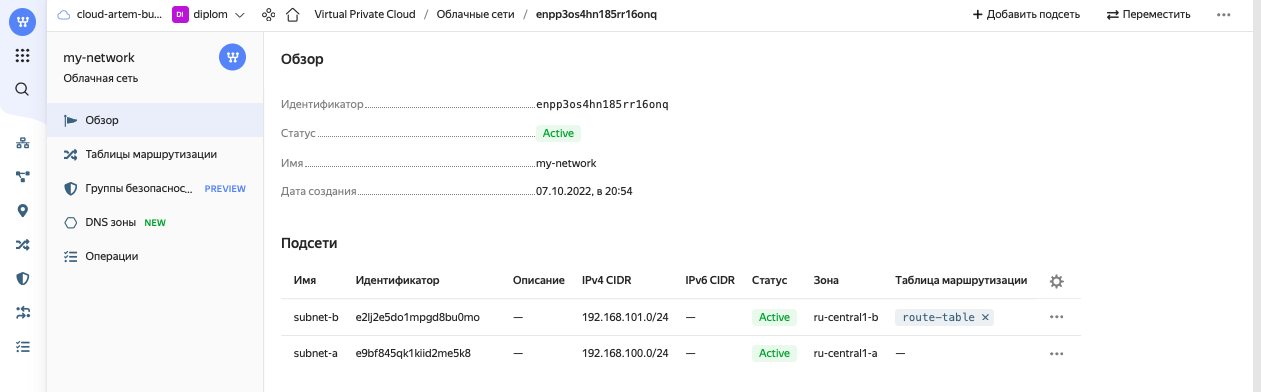 cloud-artem-bu... DI diplom Virtual Private Cloud / Облачные сети / enpp3os4hn185rr16onq + Добавить подсеть Переместить
my-network
Облачная сеть
Обзор
Таблицы маршрутизации
Группы безопаснос... PREVIEW
DNS зоны NEW
Операции
Обзор
Идентификатор enpp3os4hn185rr16onq
Статус Active
Имя my-network
Дата создания 07.10.2022, в 20:54
Подсети
Имя Идентификатор Описание IPv4 CIDR IPv6 CIDR Статус Зона Таблица маршрутизации
subnet-b e2lj2e5do1mpgd8bu0mo — 192.168.101.0/24 — Active ru-central1-b route-table ×
subnet-a e9bf845qk1kiid2me5k8 — 192.168.100.0/24 — Active ru-central1-a —